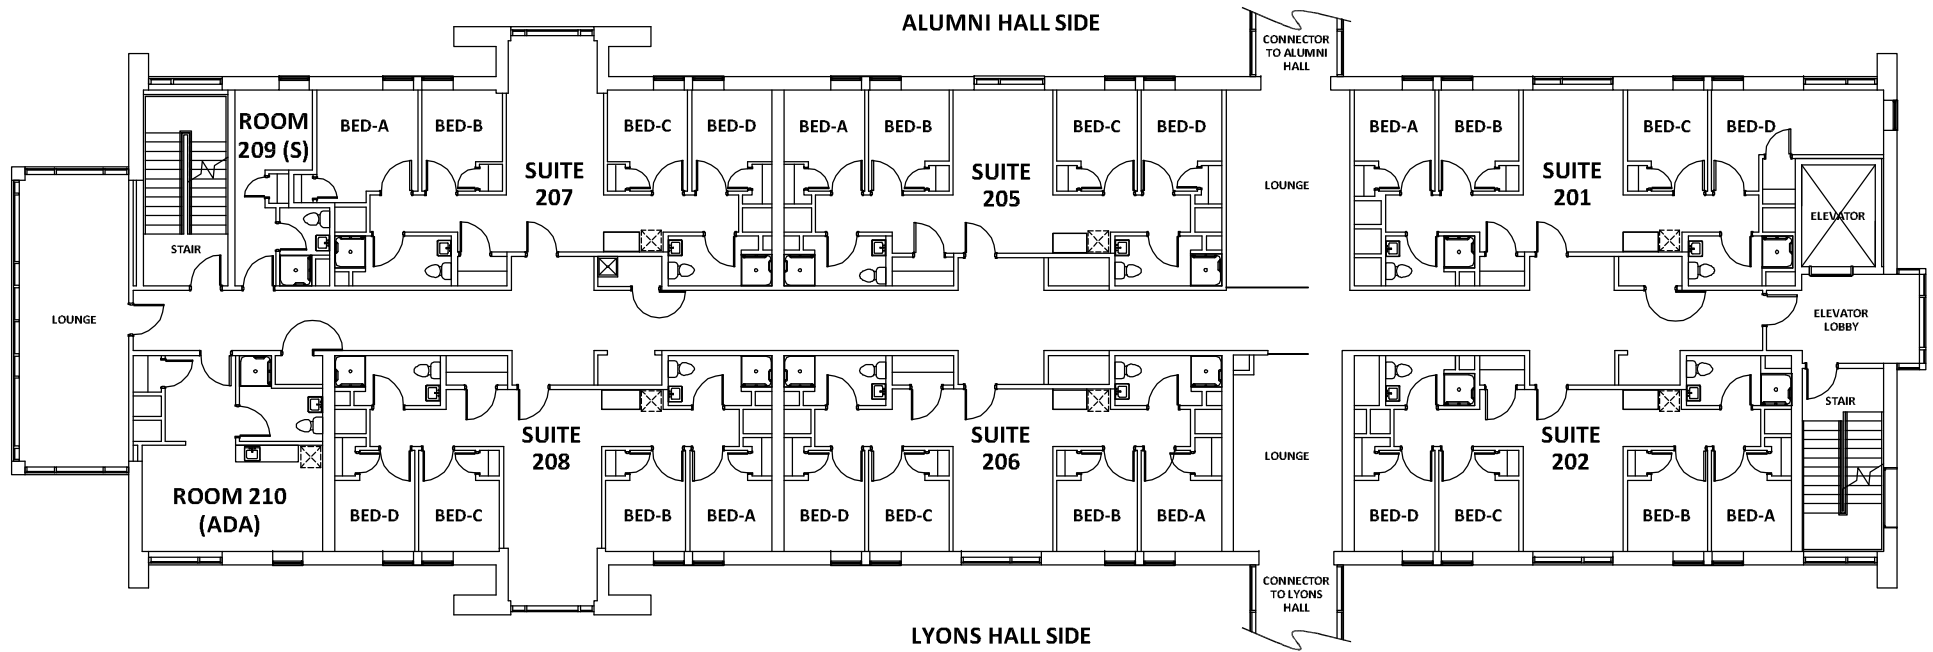 ALUMNI HALL SIDE
CONNECTOR
TO ALUMNI
HALL
ROOM
209 (S)
BED-A
BED-B
SUITE
207
BED-C
BED-D
BED-A
BED-B
SUITE
205
BED-C
BED-D
LOUNGE
BED-A
BED-B
SUITE
201
BED-C
BED-D
ELEVATOR
STAIR
LOUNGE
ELEVATOR
LOBBY
STAIR
ROOM 210
(ADA)
BED-D
BED-C
SUITE
208
BED-B
BED-A
BED-D
BED-C
SUITE
206
BED-B
BED-A
LOUNGE
BED-D
BED-C
SUITE
202
BED-B
BED-A
CONNECTOR
TO LYONS
HALL
LYONS HALL SIDE